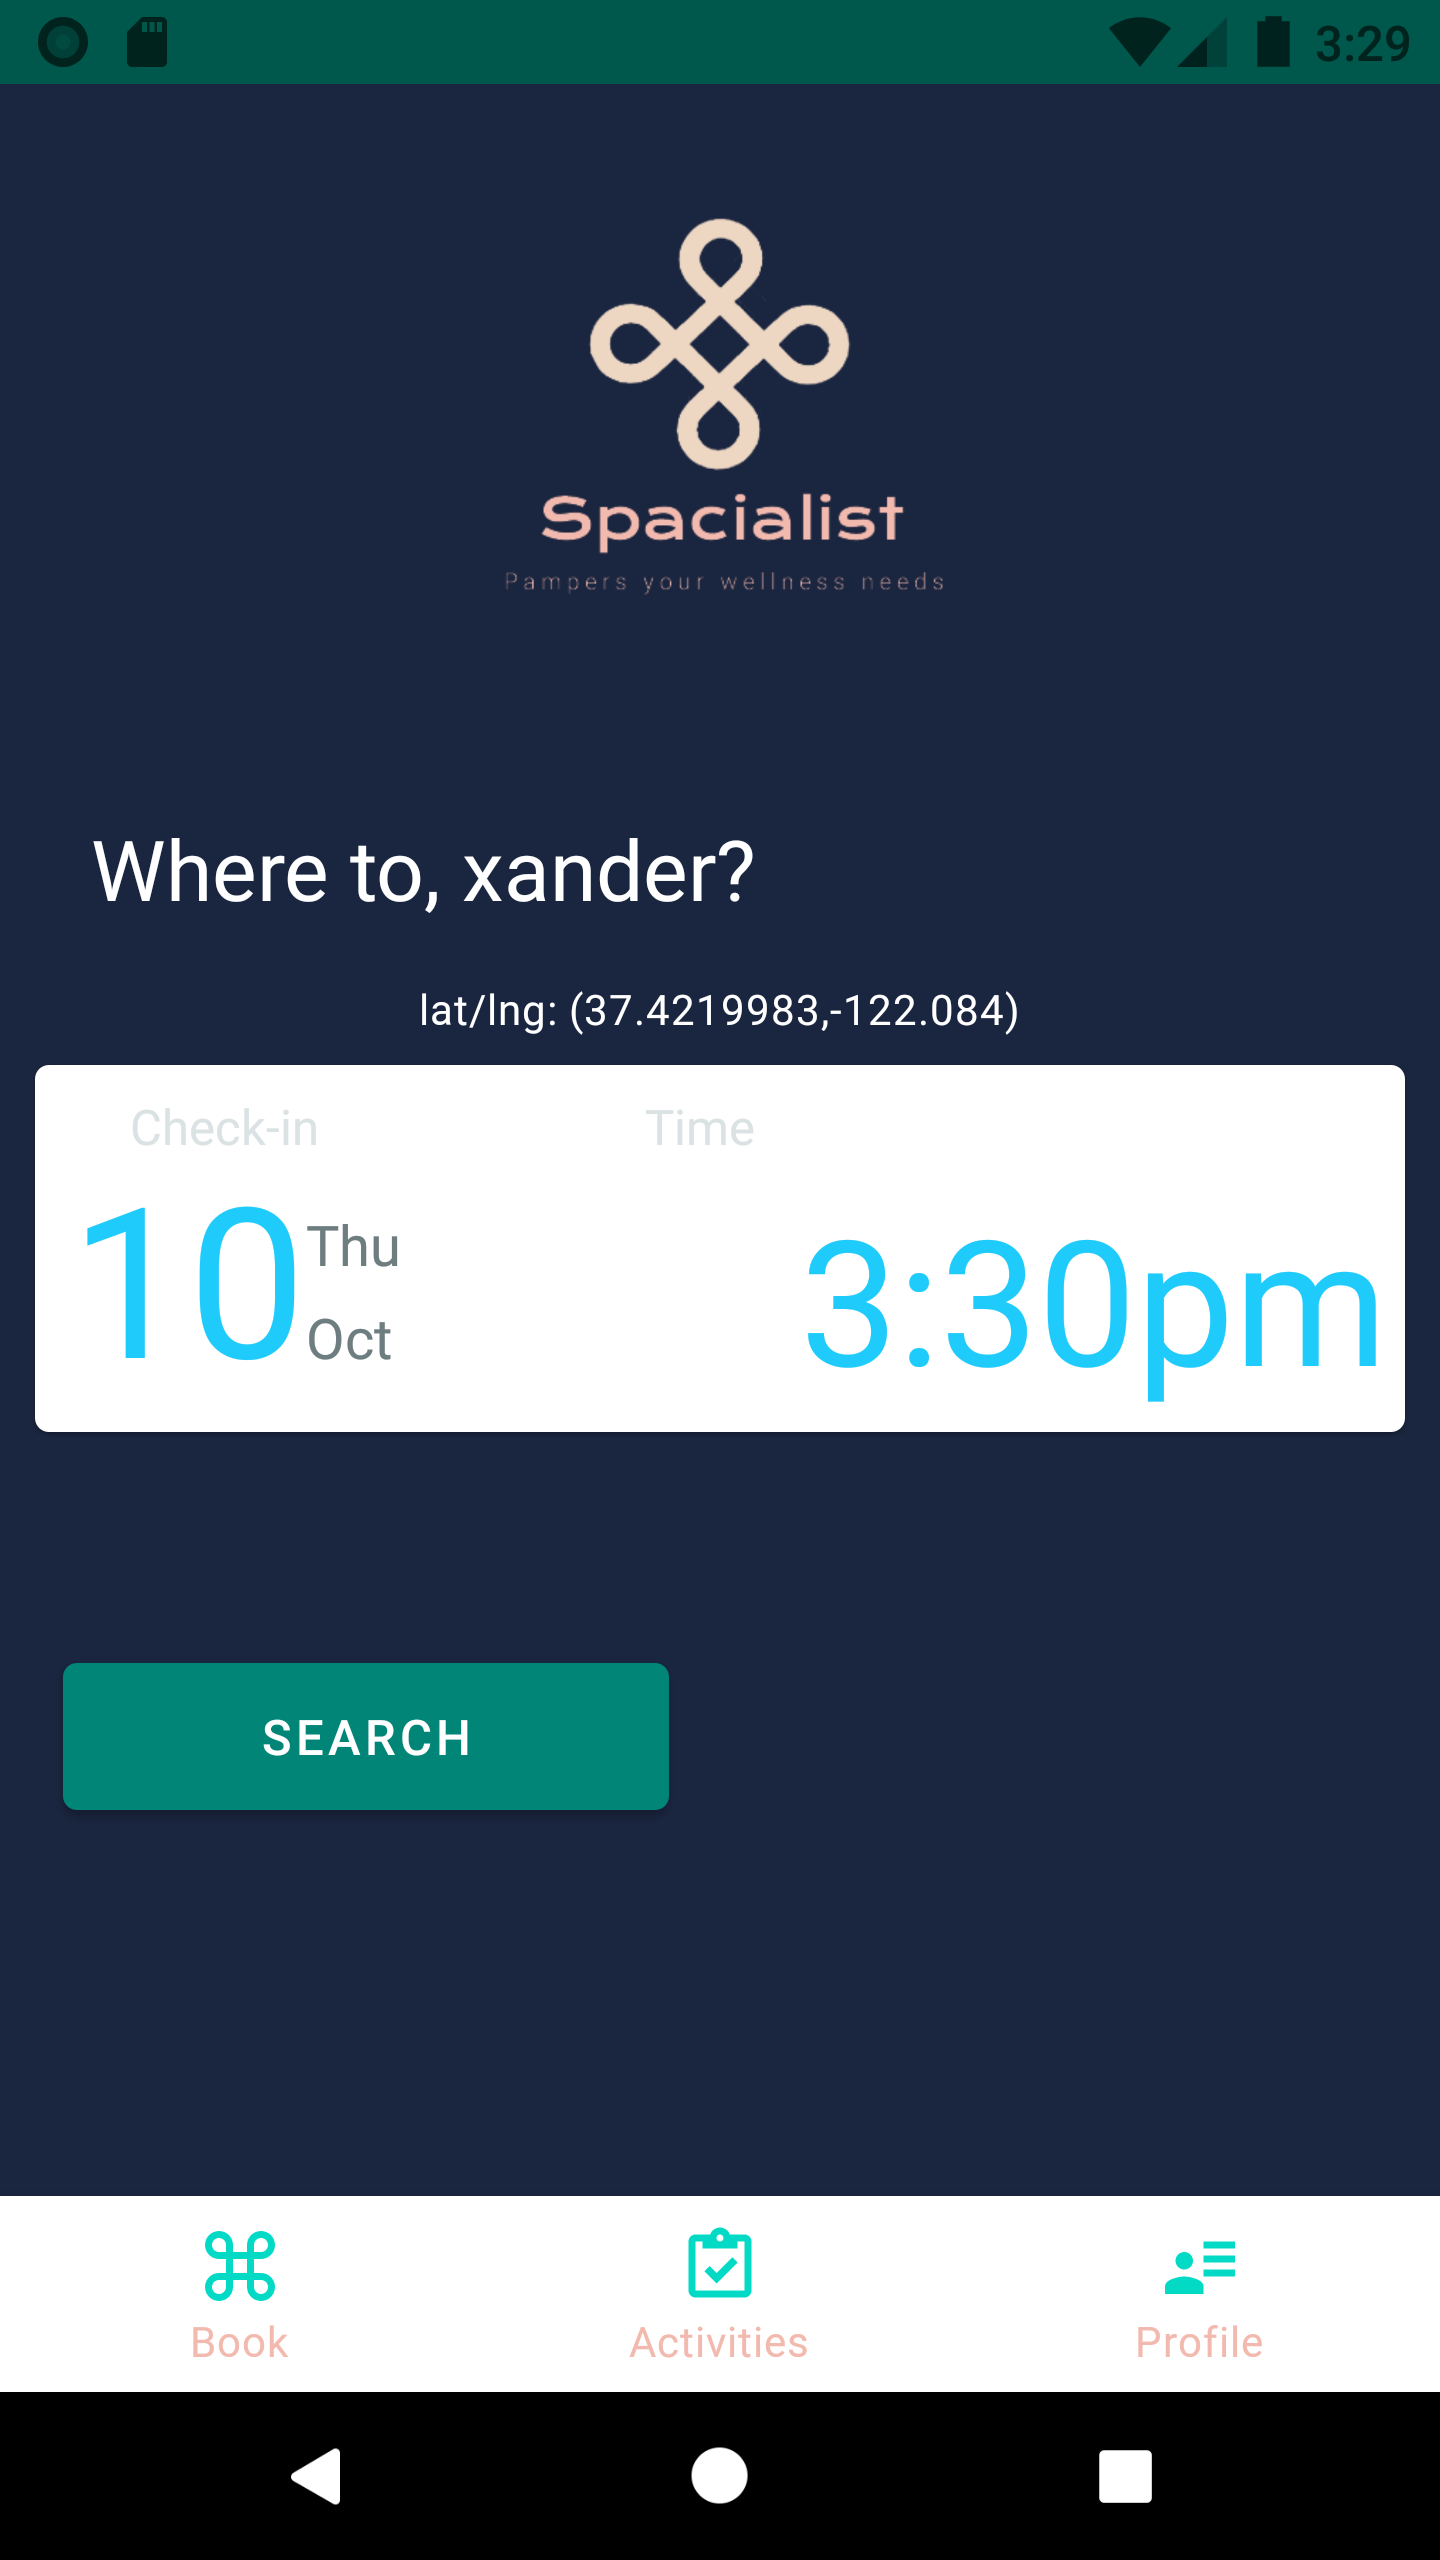 3:29
Spacialist
Pampers your wellness needs
Where to, xander?
lat/lng: (37.4219983,-122.084)
Check-in Time
10 Thu Oct 3:30pm
SEARCH
Book Activities Profile